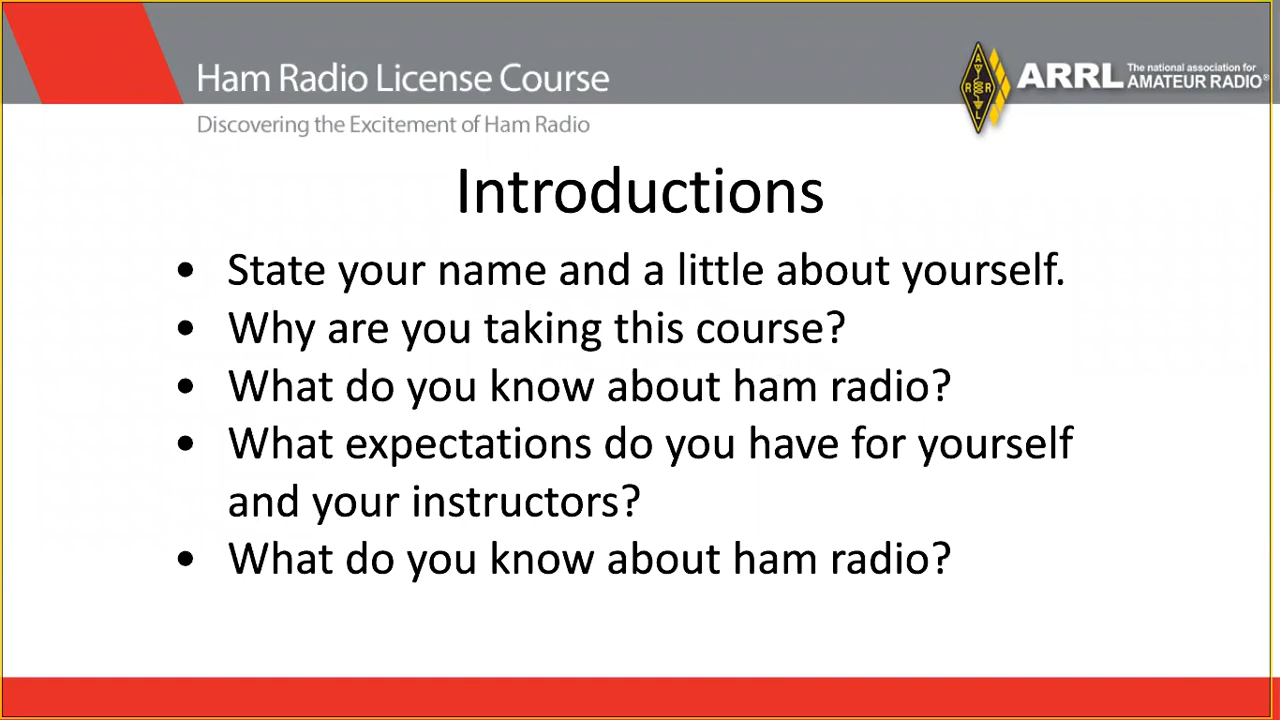 Ham Radio License Course
Discovering the Excitement of Ham Radio
A
R R
L
ARRL
The national association for
AMATEUR RADIO®
Introductions
• State your name and a little about yourself.
• Why are you taking this course?
• What do you know about ham radio?
• What expectations do you have for yourself
and your instructors?
• What do you know about ham radio?